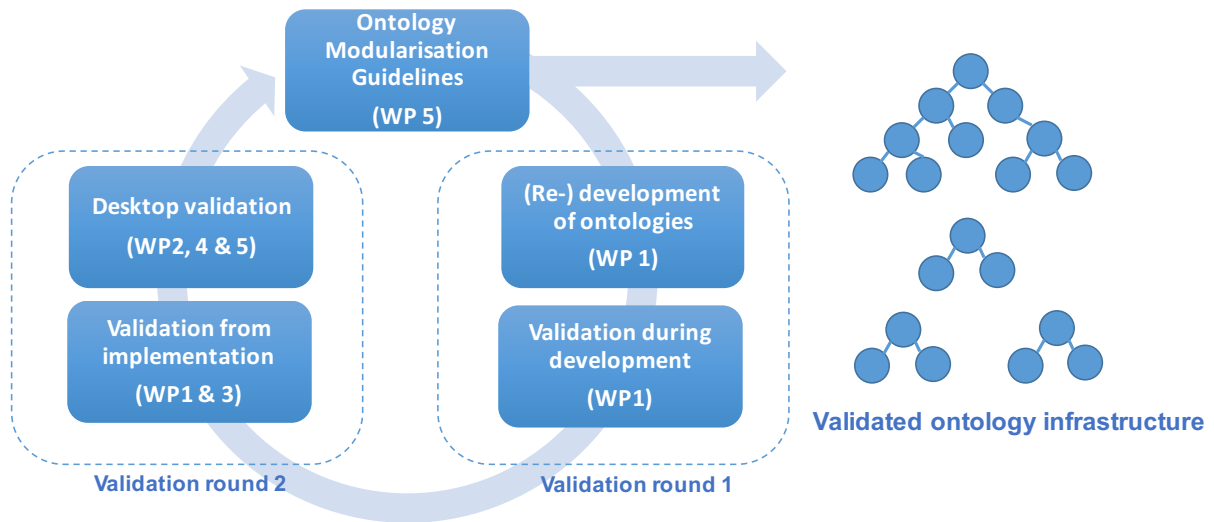 Ontology
Modularisation
Guidelines
(WP 5)
Desktop validation
(WP2, 4 & 5)
Validation from
implementation
(WP1 & 3)
Validation round 2
(Re-) development
of ontologies
(WP 1)
Validation during
development
(WP1)
Validation round 1
Validated ontology infrastructure